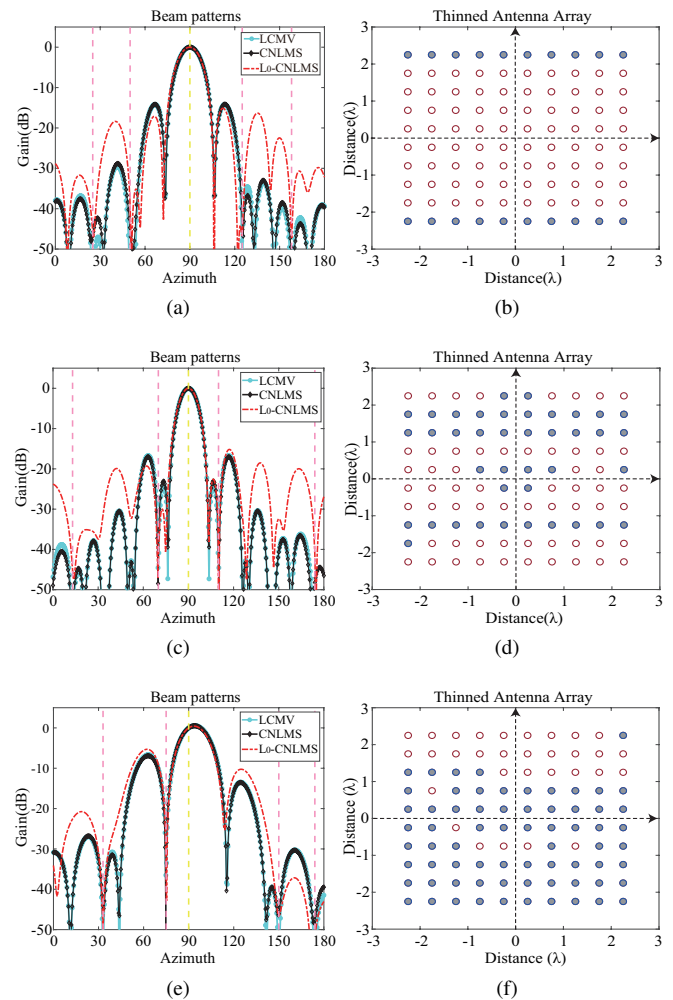 Beam patterns
Thinned Antenna Array
0
-10
-20
-30
-40
-50
Gain(dB)
LCMV
CNLMS
L0-CNLMS
0 30 60 90 120 150 180
Azimuth
3
2
1
0
-1
-2
-3
Distance(λ)
-3 -2 -1 0 1 2 3
Distance(λ)
(a)
(b)
Beam patterns
Thinned Antenna Array
0
-10
-20
-30
-40
-50
Gain(dB)
LCMV
CNLMS
L0-CNLMS
0 30 60 90 120 150 180
Azimuth
3
2
1
0
-1
-2
-3
Distance(λ)
-3 -2 -1 0 1 2 3
Distance(λ)
(c)
(d)
Beam patterns
Thinned Antenna Array
0
-10
-20
-30
-40
-50
Gain(dB)
LCMV
CNLMS
L0-CNLMS
0 30 60 90 120 150 180
Azimuth
3
2
1
0
-1
-2
-3
Distance (λ)
-3 -2 -1 0 1 2 3
Distance (λ)
(e)
(f)